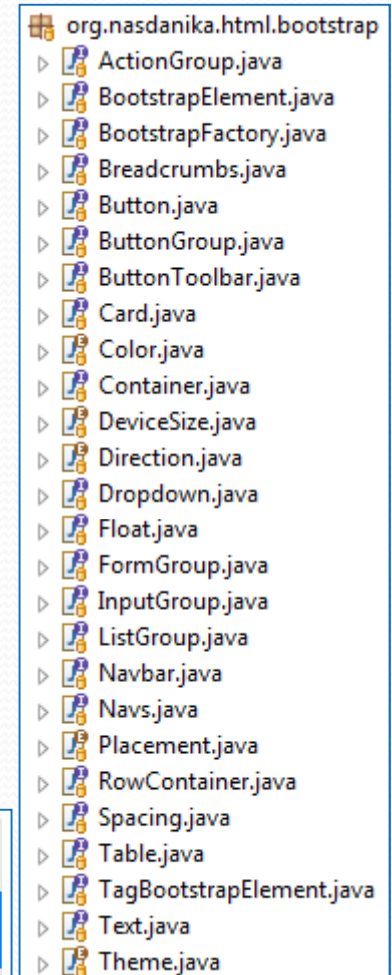 org.nasdanika.html.bootstrap
ActionGroup.java
BootstrapElement.java
BootstrapFactory.java
Breadcrumbs.java
Button.java
ButtonGroup.java
ButtonToolbar.java
Card.java
Color.java
Container.java
DeviceSize.java
Direction.java
Dropdown.java
Float.java
FormGroup.java
InputGroup.java
ListGroup.java
Navbar.java
Navs.java
Placement.java
RowContainer.java
Spacing.java
Table.java
TagBootstrapElement.java
Text.java
Theme.java